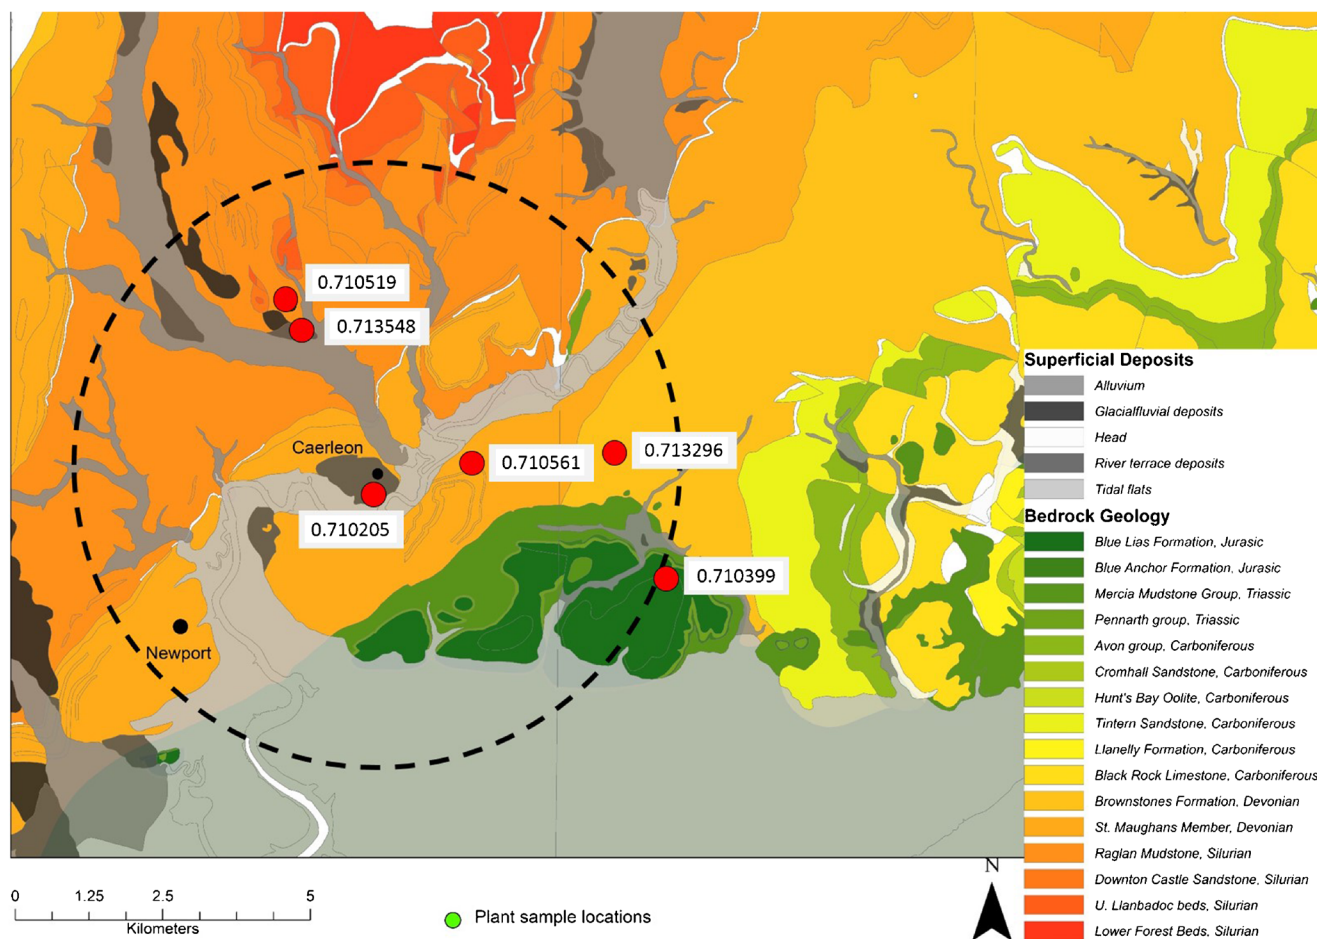 0.710519
0.713548
Caerleon
0.710561
0.713296
0.710205
0.710399
Newport
Superficial Deposits
Alluvium
Glacialfluvial deposits
Head
River terrace deposits
Tidal flats
Bedrock Geology
Blue Lias Formation, Jurasic
Blue Anchor Formation, Jurasic
Mercia Mudstone Group, Triassic
Pennarth group, Triassic
Avon group, Carboniferous
Cromhall Sandstone, Carboniferous
Hunt's Bay Oolite, Carboniferous
Tintern Sandstone, Carboniferous
Llanelly Formation, Carboniferous
Black Rock Limestone, Carboniferous
Brownstones Formation, Devonian
St. Maughans Member, Devonian
Raglan Mudstone, Silurian
Downton Castle Sandstone, Silurian
U. Llanbadoc beds, Silurian
Lower Forest Beds, Silurian
0 1.25 2.5 5
Kilometers
Plant sample locations
N